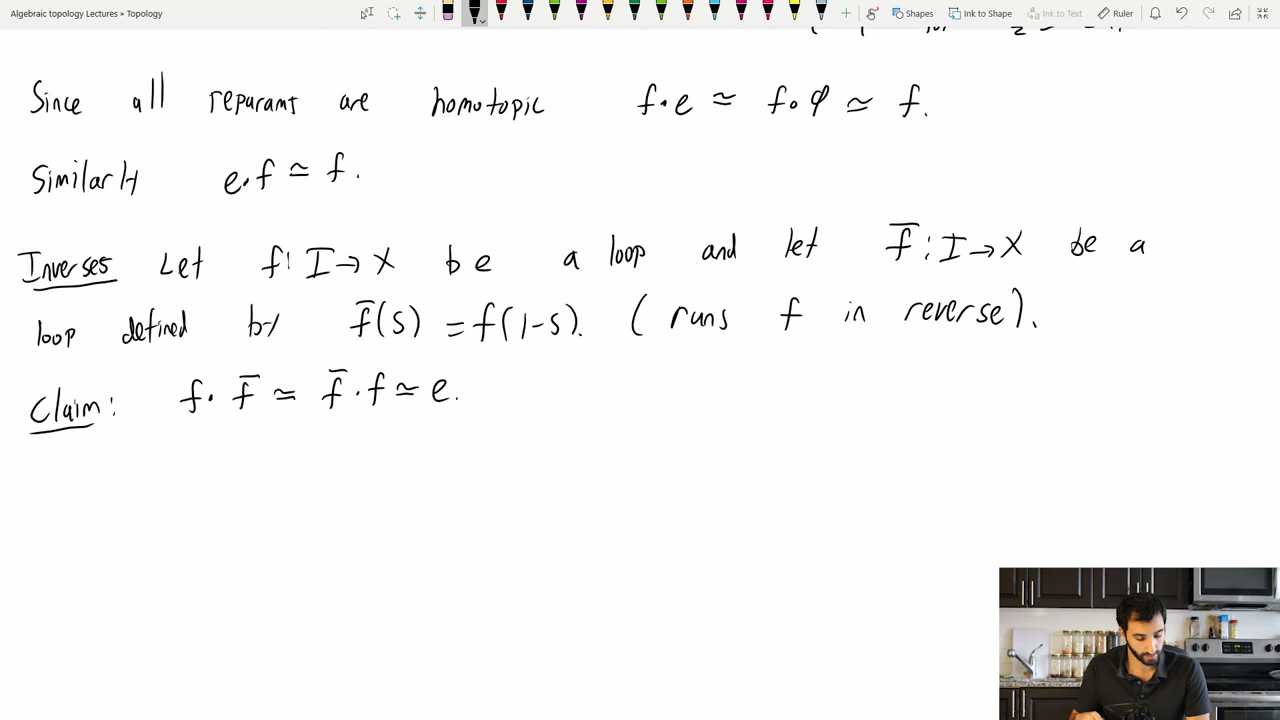 Algebraic topology Lectures » Topology
Shapes
Ink to Shape
Ink to Text
Ruler
Since all reparams are homotopic f·e ≃ f∘φ ≃ f.
Similarly e·f ≃ f.
Inverses Let f: I→X be a loop and let f̄: I→X be a
loop defined by f̄(s) = f(1-s). (runs f in reverse).
Claim: f·f̄ ≃ f̄·f ≃ e.